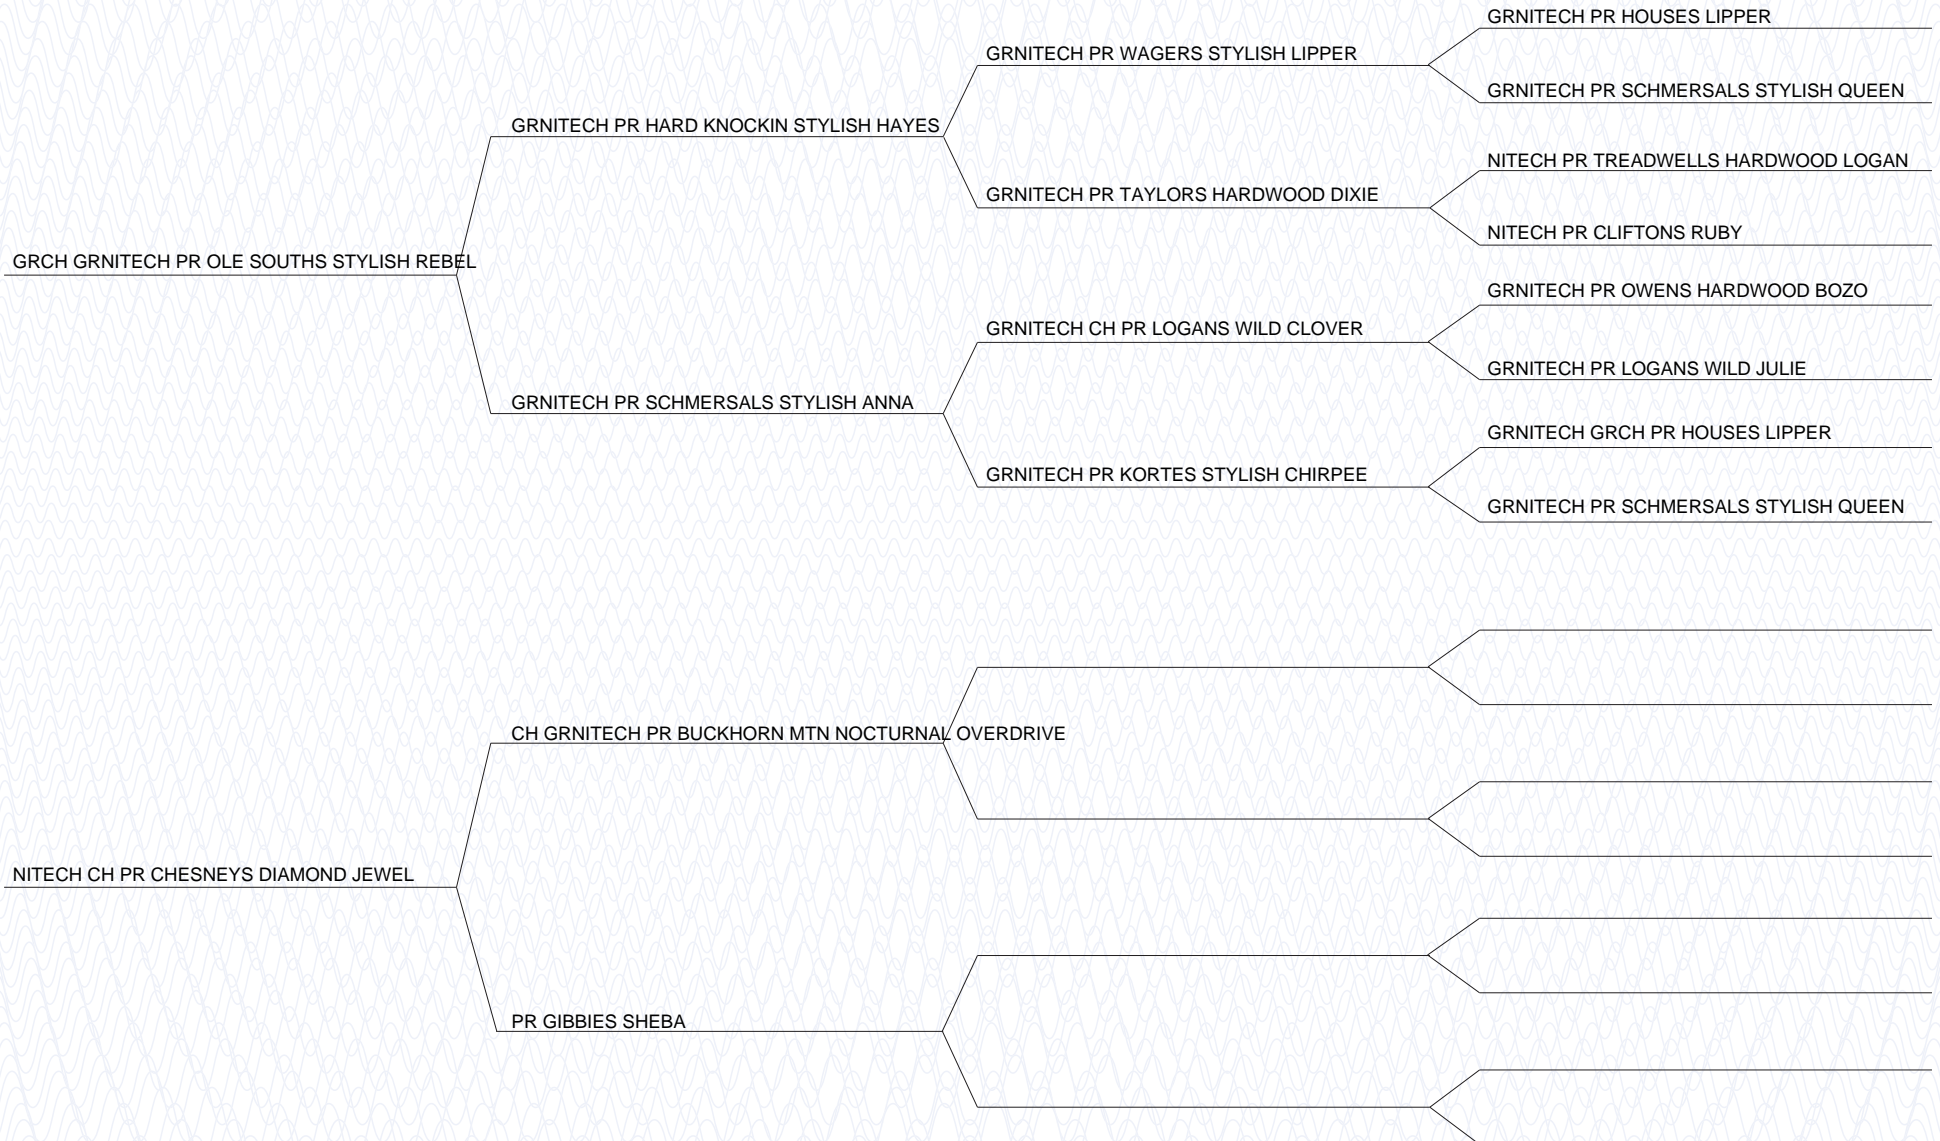 GRNITECH PR HOUSES LIPPER
GRNITECH PR WAGERS STYLISH LIPPER
GRNITECH PR SCHMERSALS STYLISH QUEEN
GRNITECH PR HARD KNOCKIN STYLISH HAYES
NITECH PR TREADWELLS HARDWOOD LOGAN
GRNITECH PR TAYLORS HARDWOOD DIXIE
NITECH PR CLIFTONS RUBY
GRCH GRNITECH PR OLE SOUTHS STYLISH REBEL
GRNITECH PR OWENS HARDWOOD BOZO
GRNITECH CH PR LOGANS WILD CLOVER
GRNITECH PR LOGANS WILD JULIE
GRNITECH PR SCHMERSALS STYLISH ANNA
GRNITECH GRCH PR HOUSES LIPPER
GRNITECH PR KORTES STYLISH CHIRPEE
GRNITECH PR SCHMERSALS STYLISH QUEEN
CH GRNITECH PR BUCKHORN MTN NOCTURNAL OVERDRIVE
NITECH CH PR CHESNEYS DIAMOND JEWEL
PR GIBBIES SHEBA